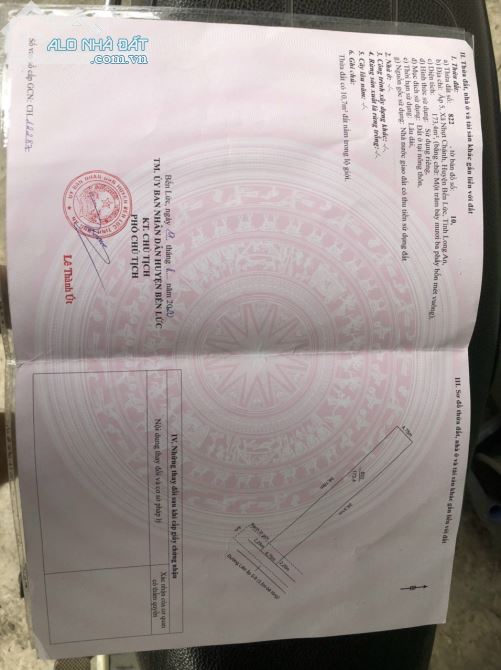 ALO NHÀ ĐẤT
.com.vn
II. Thửa đất, nhà ở và tài sản khác gắn liền với đất
1. Thửa đất:
a) Thửa đất số: 822 , tờ bản đồ số: 10,
b) Địa chỉ: Ấp 5, Xã Nhựt Chánh, Huyện Bến Lức, Tỉnh Long An,
c) Diện tích: 173,4m², (bằng chữ: Một trăm bảy mươi ba phẩy bốn mét vuông),
d) Hình thức sử dụng: Sử dụng riêng,
đ) Mục đích sử dụng: Đất ở tại nông thôn,
e) Thời hạn sử dụng: Lâu dài,
g) Nguồn gốc sử dụng: Nhà nước giao đất có thu tiền sử dụng đất.
2. Nhà ở: -/-
3. Công trình xây dựng khác: -/-
4. Rừng sản xuất là rừng trồng: -/-
5. Cây lâu năm: -/-
6. Ghi chú:
Thửa đất có 10,7m² đất nằm trong lộ giới.
Bến Lức, ngày tháng năm 2020
TM. ỦY BAN NHÂN DÂN HUYỆN BẾN LỨC
KT. CHỦ TỊCH
PHÓ CHỦ TỊCH
Lê Thành Út
Số vào sổ cấp GCN: CH
III. Sơ đồ thửa đất, nhà ở và tài sản khác gắn liền với đất
4,75m
822
IV. Những thay đổi sau khi cấp giấy chứng nhận
Nội dung thay đổi và cơ sở pháp lý
Xác nhận của cơ quan
có thẩm quyền